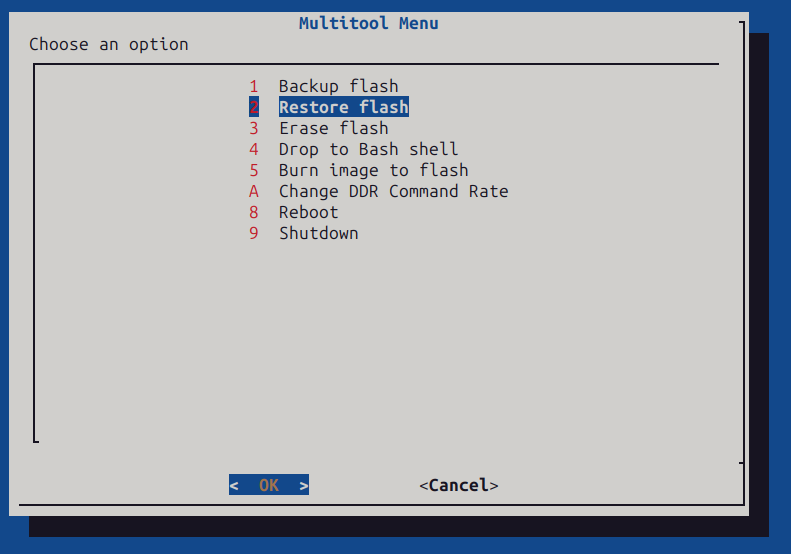 Multitool Menu
Choose an option
1 Backup flash
2 Restore flash
3 Erase flash
4 Drop to Bash shell
5 Burn image to flash
A Change DDR Command Rate
8 Reboot
9 Shutdown
< OK > <Cancel>